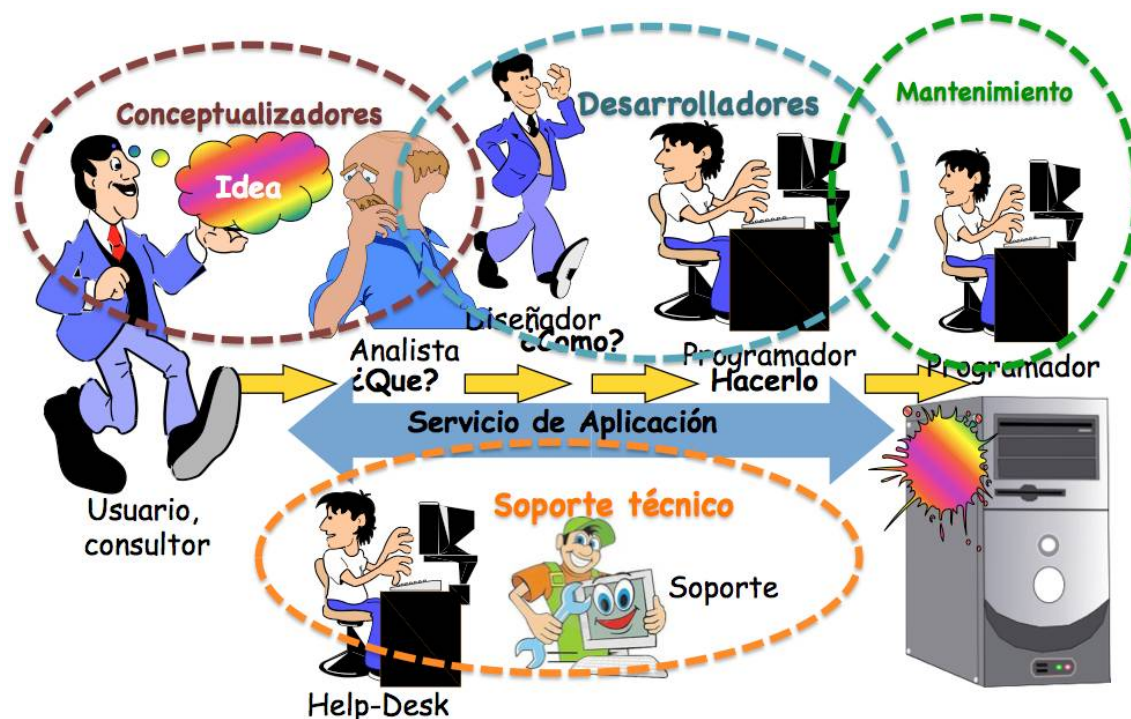 Conceptualizadores
Idea
Desarrolladores
Mantenimiento
Diseñador
¿Como?
Analista
¿Que?
Programador
Hacerlo
Programador
Servicio de Aplicación
Usuario,
consultor
Soporte técnico
Soporte
Help-Desk